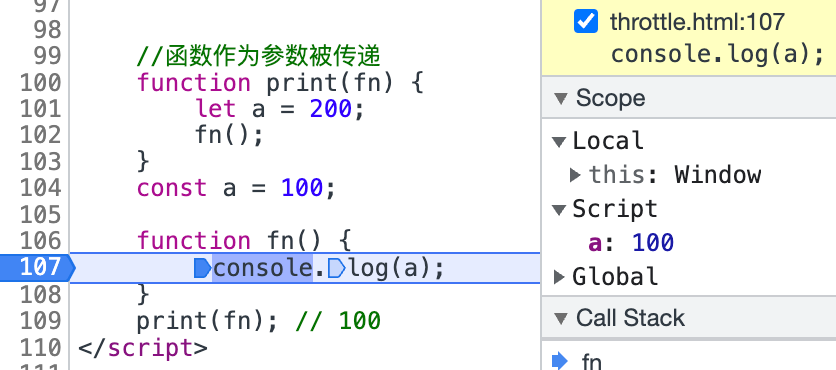 97
98
99 //函数作为参数被传递
100 function print(fn) {
101 let a = 200;
102 fn();
103 }
104 const a = 100;
105
106 function fn() {
107 console.log(a);
108 }
109 print(fn); // 100
110 </script>
111
throttle.html:107
console.log(a);
Scope
Local
this: Window
Script
a: 100
Global
Call Stack
fn